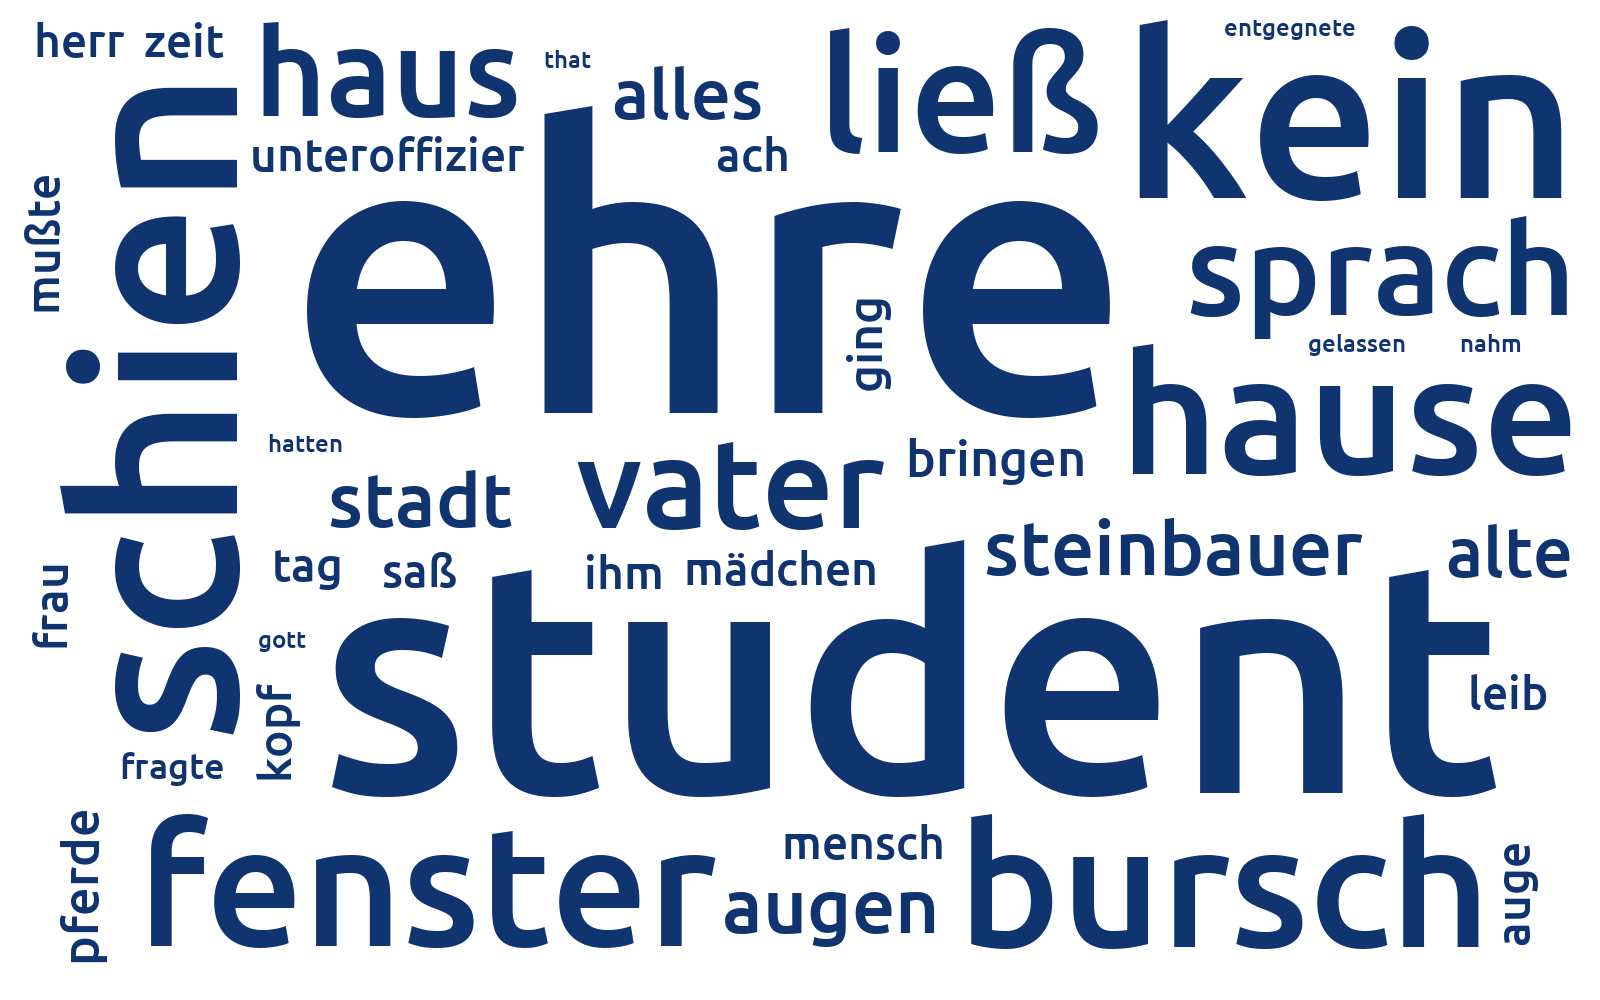 herr zeit
haus
that
alles
ließ
kein
entgegnete
unteroffizier
ach
mußte
schien
ehre
ging
sprach
gelassen
nahm
hause
hatten
stadt
vater
bringen
steinbauer
alte
tag
saß
ihm
mädchen
frau
student
gott
kopf
leib
fragte
pferde
fenster
mensch
augen
bursch
auge